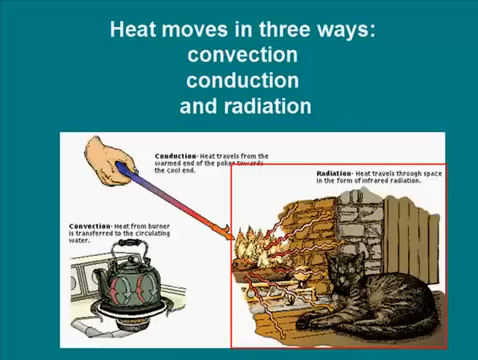 Heat moves in three ways:
convection
conduction
and radiation
Conduction- Heat travels from the
warmed end of the poker towards
the cool end.
Radiation- Heat travels through space
in the form of infrared radiation.
Convection- Heat from burner
is transferred to the circulating
water.